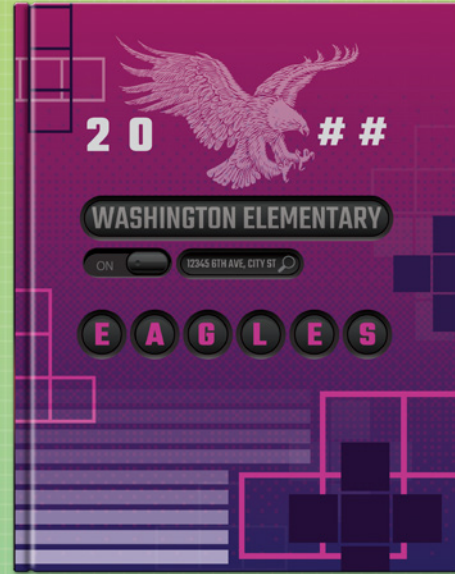 20 ##
WASHINGTON ELEMENTARY
ON
12345 6TH AVE, CITY ST
EAGLES